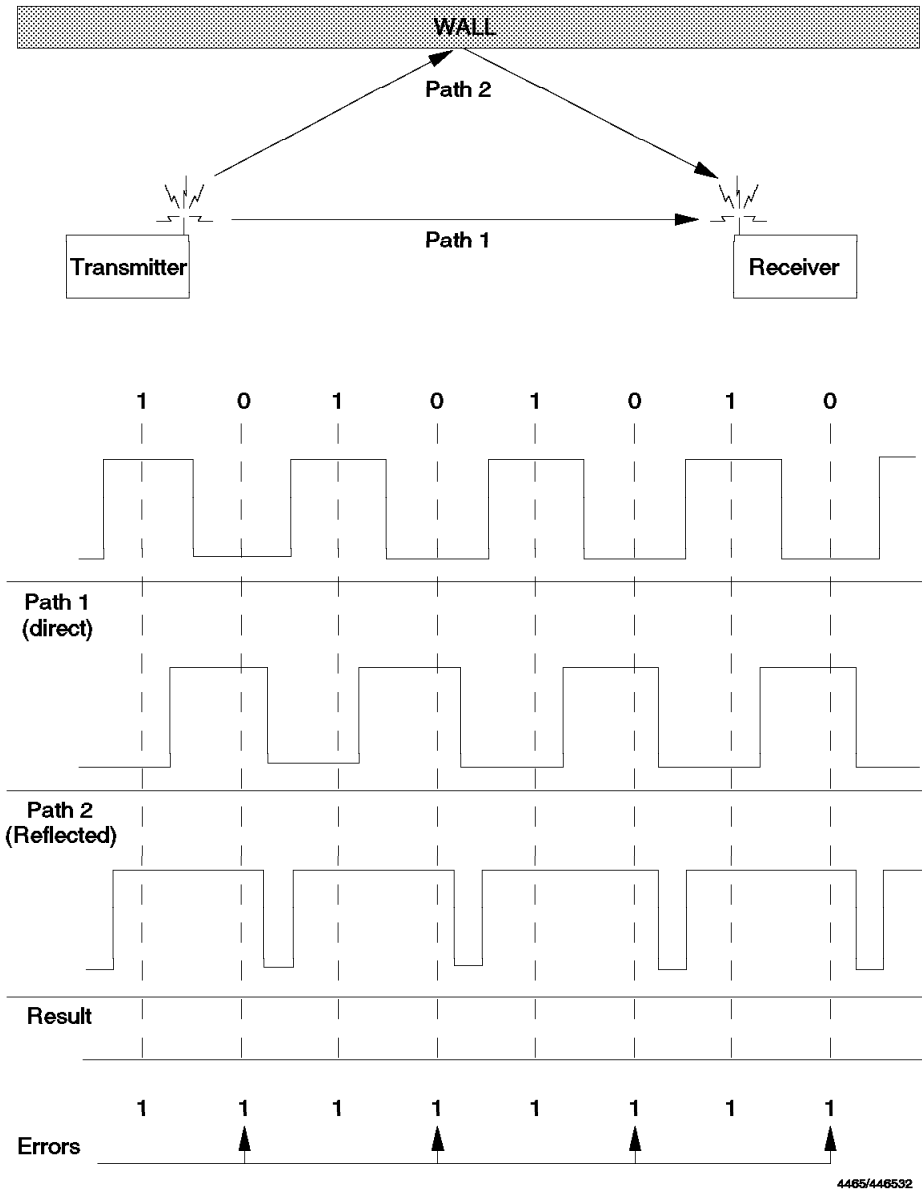 WALL
Path 2
Path 1
Transmitter
Receiver
1 0 1 0 1 0 1 0
Path 1
(direct)
Path 2
(Reflected)
Result
1 1 1 1 1 1 1 1
Errors
4465/446532